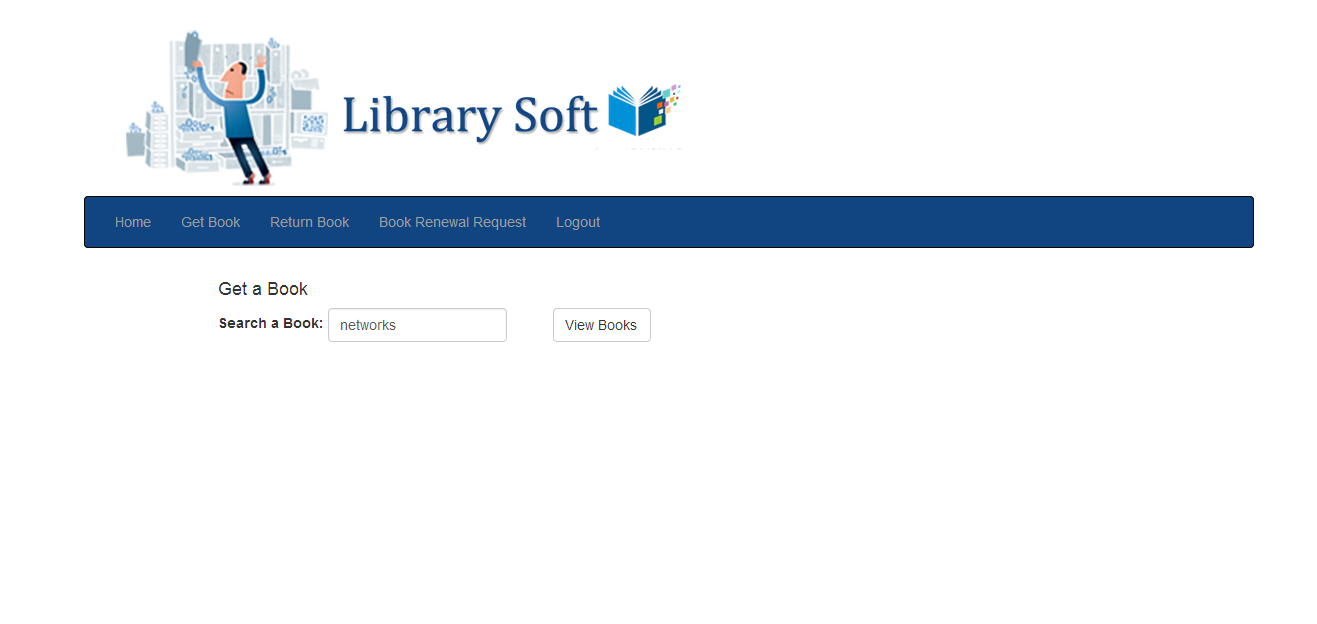 Library Soft
Home Get Book Return Book Book Renewal Request Logout
Get a Book
Search a Book: networks View Books